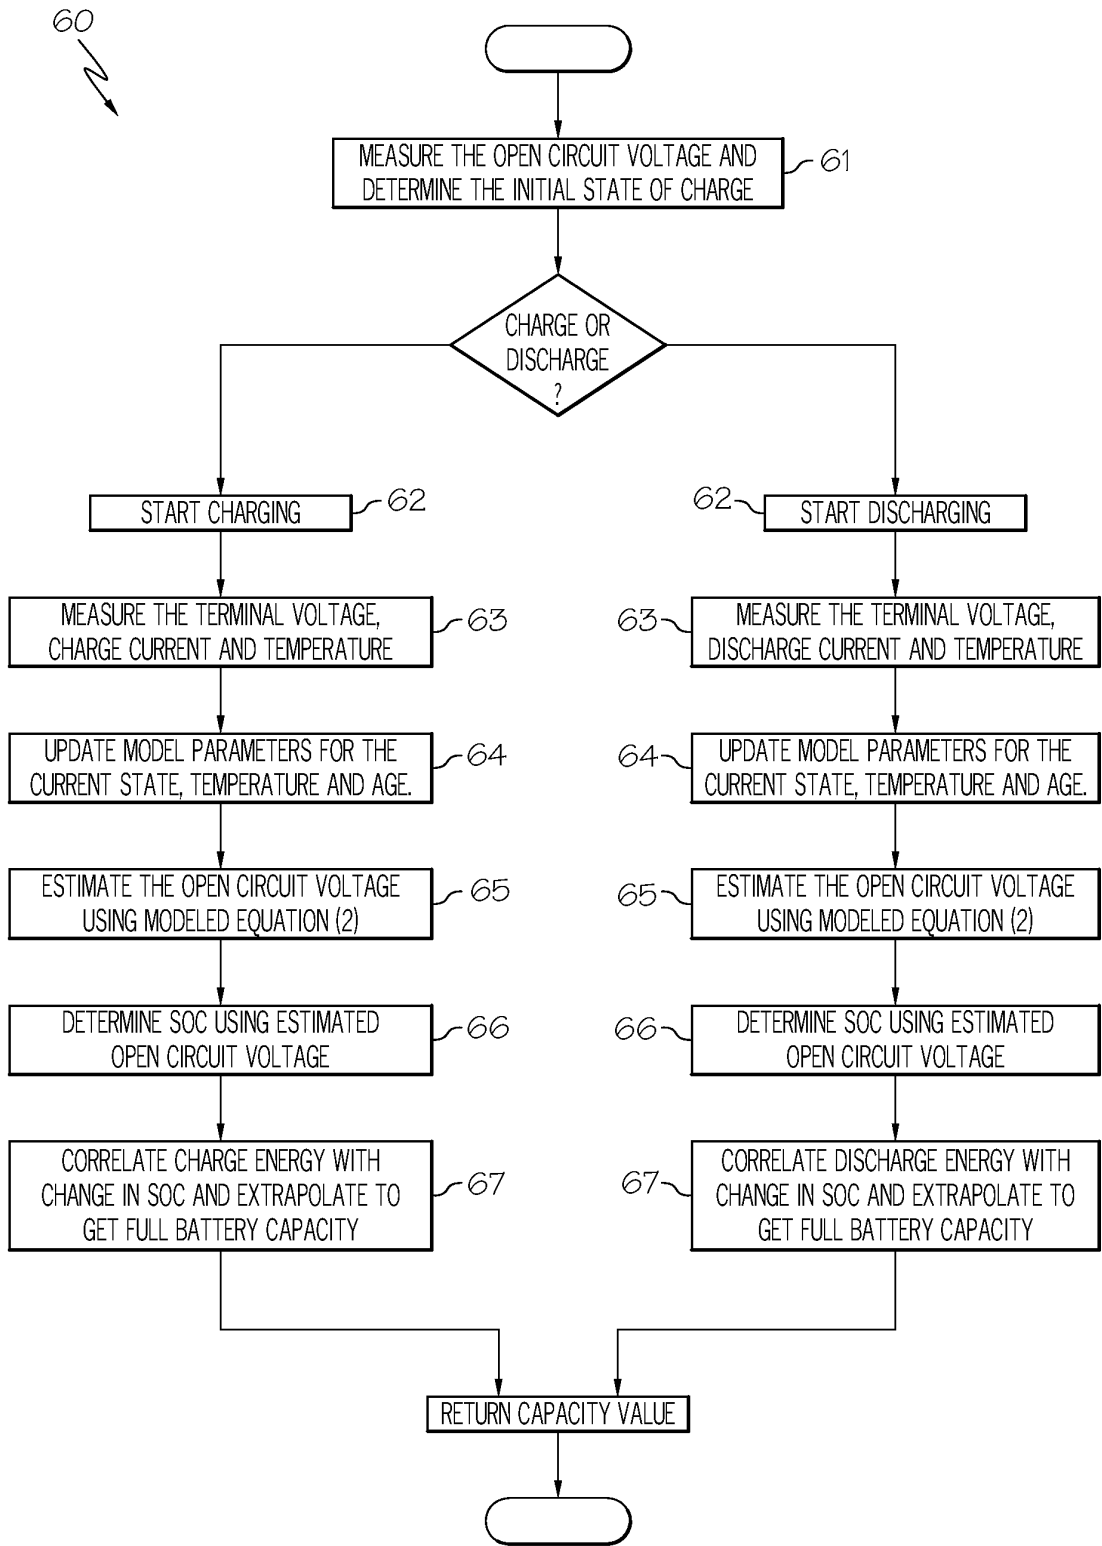 60
MEASURE THE OPEN CIRCUIT VOLTAGE AND
DETERMINE THE INITIAL STATE OF CHARGE
61
CHARGE OR
DISCHARGE
?
START CHARGING
62
MEASURE THE TERMINAL VOLTAGE,
CHARGE CURRENT AND TEMPERATURE
63
UPDATE MODEL PARAMETERS FOR THE
CURRENT STATE, TEMPERATURE AND AGE.
64
ESTIMATE THE OPEN CIRCUIT VOLTAGE
USING MODELED EQUATION (2)
65
DETERMINE SOC USING ESTIMATED
OPEN CIRCUIT VOLTAGE
66
CORRELATE CHARGE ENERGY WITH
CHANGE IN SOC AND EXTRAPOLATE TO
GET FULL BATTERY CAPACITY
67
62
START DISCHARGING
63
MEASURE THE TERMINAL VOLTAGE,
DISCHARGE CURRENT AND TEMPERATURE
64
UPDATE MODEL PARAMETERS FOR THE
CURRENT STATE, TEMPERATURE AND AGE.
65
ESTIMATE THE OPEN CIRCUIT VOLTAGE
USING MODELED EQUATION (2)
66
DETERMINE SOC USING ESTIMATED
OPEN CIRCUIT VOLTAGE
67
CORRELATE DISCHARGE ENERGY WITH
CHANGE IN SOC AND EXTRAPOLATE TO
GET FULL BATTERY CAPACITY
RETURN CAPACITY VALUE